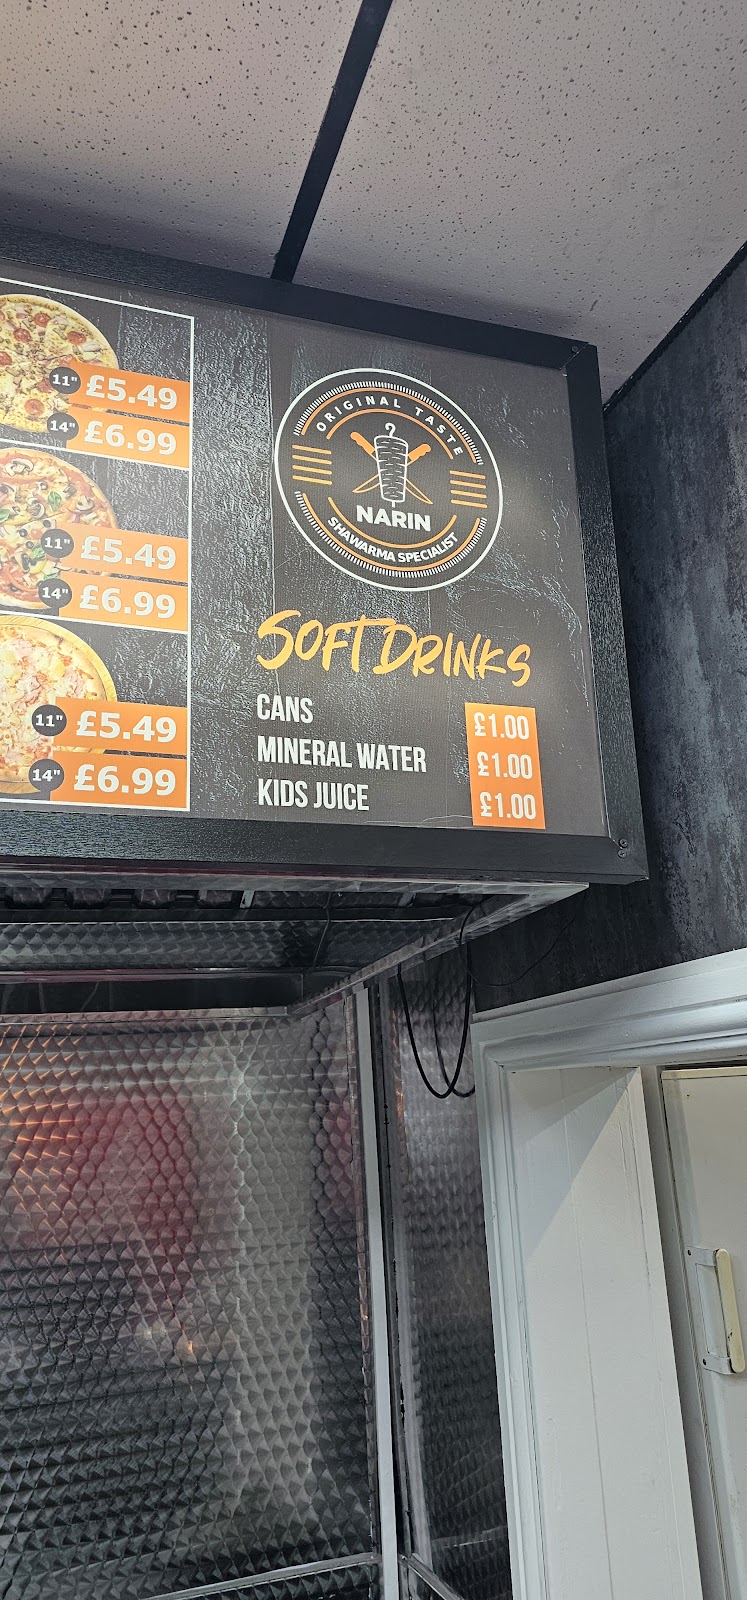 11" £5.49
14" £6.99
11" £5.49
14" £6.99
11" £5.49
14" £6.99
ORIGINAL TASTE
NARIN
SHAWARMA SPECIALIST
SOFT DRINKS
CANS £1.00
MINERAL WATER £1.00
KIDS JUICE £1.00